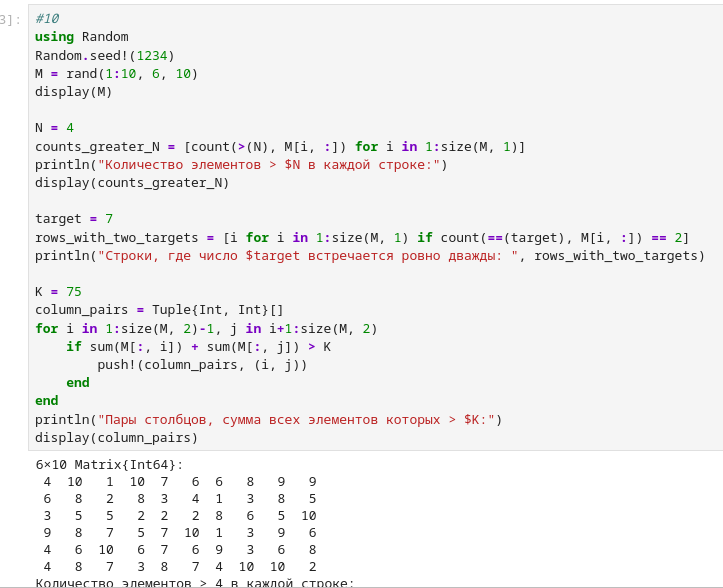 3]:
#10
using Random
Random.seed!(1234)
M = rand(1:10, 6, 10)
display(M)
N = 4
counts_greater_N = [count(>(N), M[i, :]) for i in 1:size(M, 1)]
println("Количество элементов > $N в каждой строке:")
display(counts_greater_N)
target = 7
rows_with_two_targets = [i for i in 1:size(M, 1) if count(==(target), M[i, :]) == 2]
println("Строки, где число $target встречается ровно дважды: ", rows_with_two_targets)
K = 75
column_pairs = Tuple{Int, Int}[]
for i in 1:size(M, 2)-1, j in i+1:size(M, 2)
    if sum(M[:, i]) + sum(M[:, j]) > K
        push!(column_pairs, (i, j))
    end
end
println("Пары столбцов, сумма всех элементов которых > $K:")
display(column_pairs)
6×10 Matrix{Int64}:
 4  10   1  10  7   6  6   8   9   9
 6   8   2   8  3   4  1   3   8   5
 3   5   5   2  2   2  8   6   5  10
 9   8   7   5  7  10  1   3   9   6
 4   6  10   6  7   6  9   3   6   8
 4   8   7   3  8   7  4  10  10   2
Количество элементов > 4 в каждой строке: